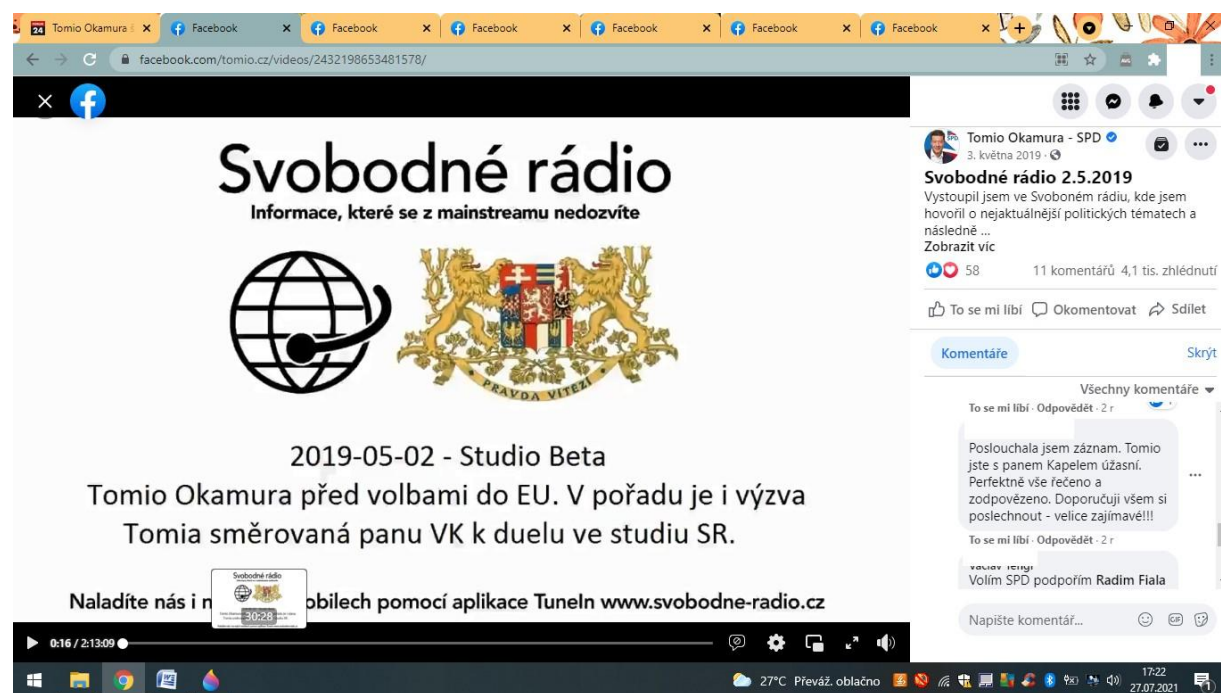 24 Tomio Okamura
Facebook
Facebook
Facebook
Facebook
Facebook
Facebook
facebook.com/tomio.cz/videos/2432198653481578/
Svobodné rádio
Informace, které se z mainstreamu nedozvíte
PRAVDA VÍTĚZÍ
2019-05-02 - Studio Beta
Tomio Okamura před volbami do EU. V pořadu je i výzva
Tomia směrovaná panu VK k duelu ve studiu SR.
Svobodné rádio
30:28
Nalaďte nás i n obilech pomocí aplikace TuneIn www.svobodne-radio.cz
0:16 / 2:13:09
Tomio Okamura - SPD
3. května 2019
Svobodné rádio 2.5.2019
Vystoupil jsem ve Svoboném rádiu, kde jsem
hovořil o nejaktuálnější politických tématech a
následně ...
Zobrazit víc
58 11 komentářů 4,1 tis. zhlédnutí
To se mi líbí Okomentovat Sdílet
Komentáře Skrýt
Všechny komentáře
To se mi líbí · Odpovědět · 2 r
Poslouchala jsem záznam. Tomio
jste s panem Kapelem úžasní.
Perfektně vše řečeno a
zodpovězeno. Doporučuji všem si
poslechnout - velice zajímavé!!!
To se mi líbí · Odpovědět · 2 r
Volím SPD podpořím Radim Fiala
Napište komentář...
GIF
27°C Převáž. oblačno
17:22
27.07.2021